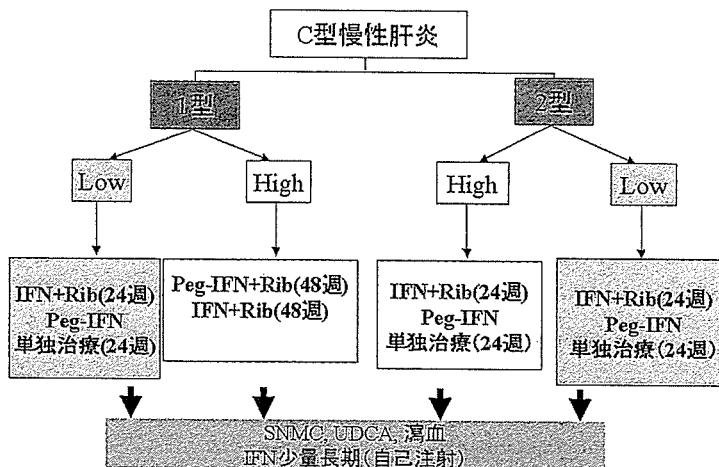 C型慢性肝炎
1型
2型
Low
High
High
Low
IFN+Rib(24週)
Peg-IFN
単独治療(24週)
Peg-IFN+Rib(48週)
IFN+Rib(48週)
IFN+Rib(24週)
Peg-IFN
単独治療(24週)
IFN+Rib(24週)
Peg-IFN
単独治療(24週)
SNMC, UDCA, 瀉血
IFN少量長期(自己注射)